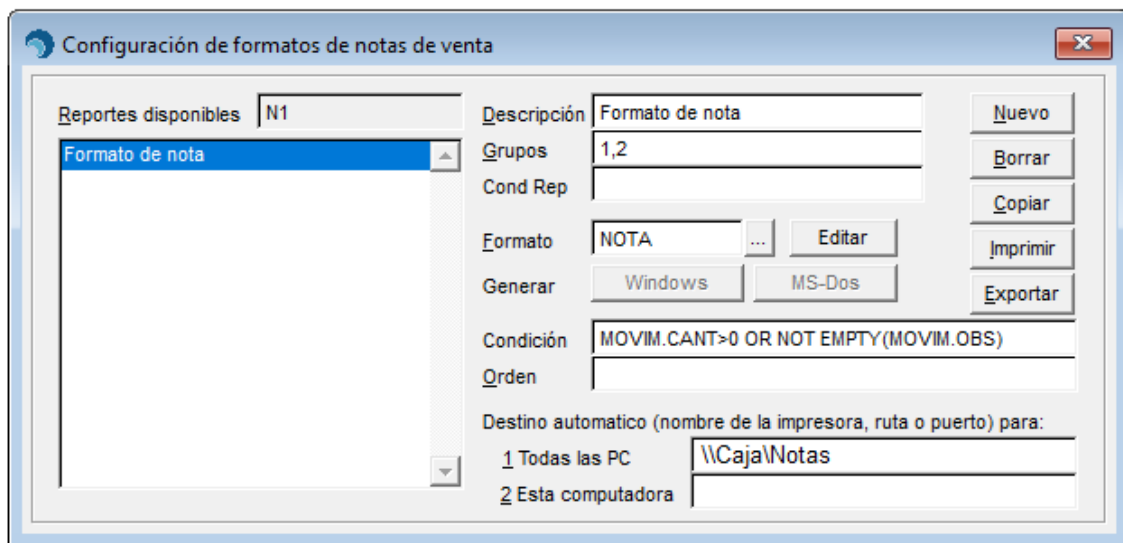 Configuración de formatos de notas de venta
Reportes disponibles N1
Formato de nota
Descripción Formato de nota
Grupos 1,2
Cond Rep
Formato NOTA ... Editar
Generar Windows MS-Dos
Condición MOVIM.CANT>0 OR NOT EMPTY(MOVIM.OBS)
Orden
Destino automatico (nombre de la impresora, ruta o puerto) para:
1 Todas las PC \\Caja\Notas
2 Esta computadora
Nuevo
Borrar
Copiar
Imprimir
Exportar